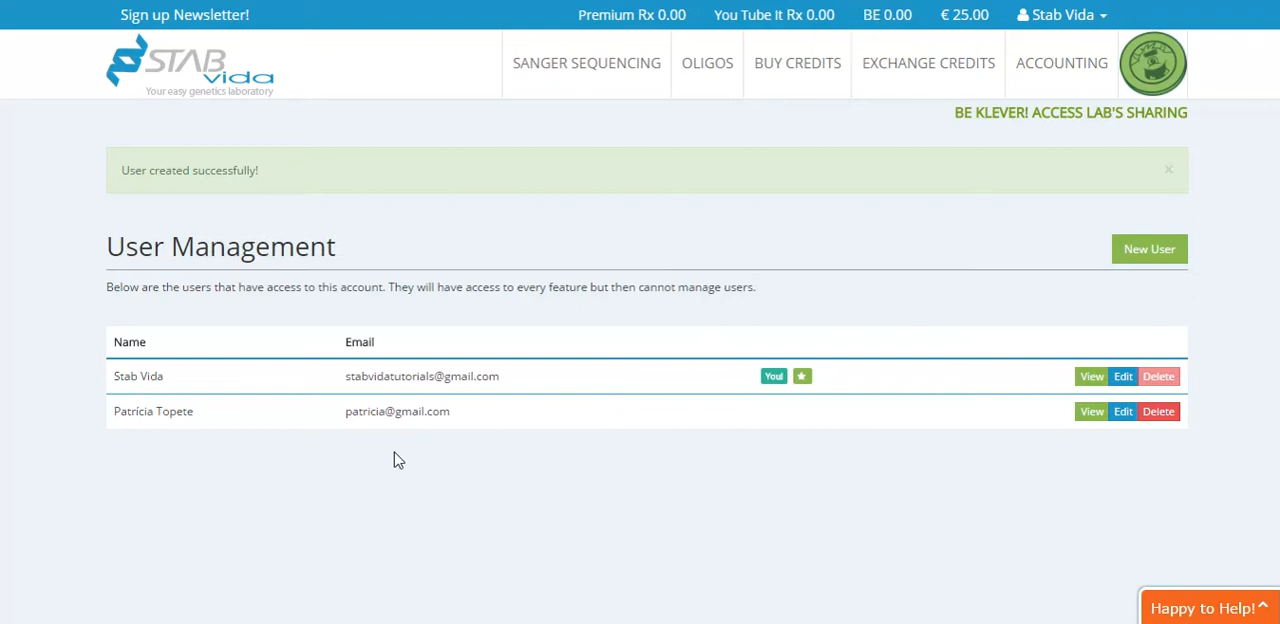 Sign up Newsletter! Premium Rx 0.00 You Tube It Rx 0.00 BE 0.00 € 25.00 Stab Vida
STAB vida
Your easy genetics laboratory
SANGER SEQUENCING OLIGOS BUY CREDITS EXCHANGE CREDITS ACCOUNTING
BE KLEVER! ACCESS LAB'S SHARING
User created successfully! ×
User Management New User
Below are the users that have access to this account. They will have access to every feature but then cannot manage users.
Name Email
Stab Vida stabvidatutorials@gmail.com You! View Edit Delete
Patrícia Topete patricia@gmail.com View Edit Delete
Happy to Help!